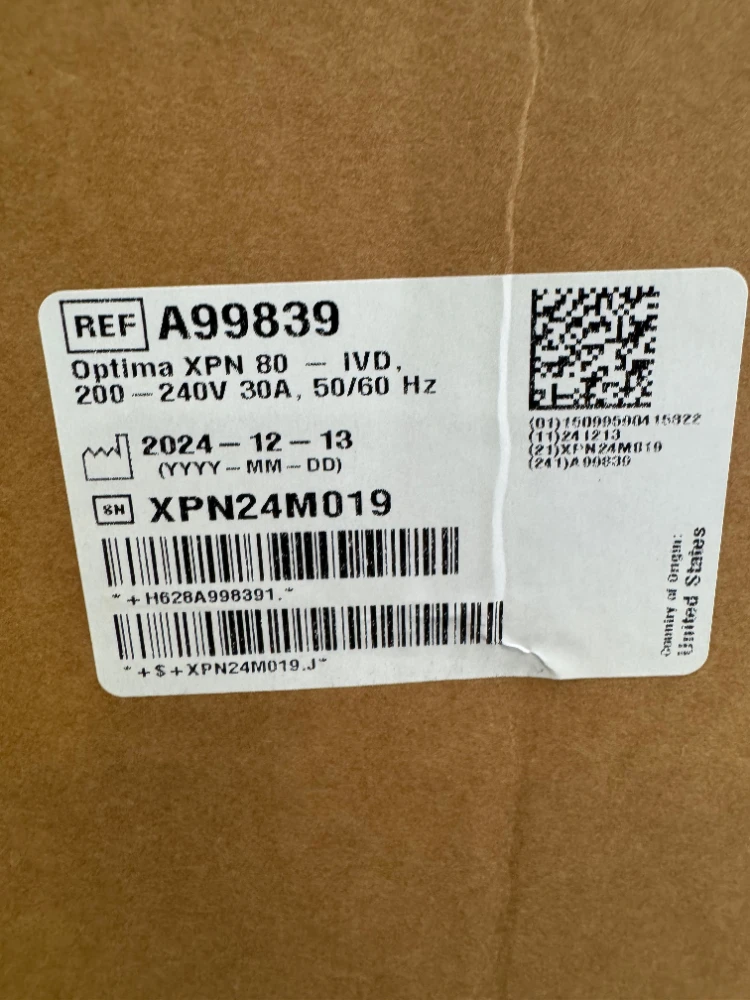 REF A99839
Optima XPN 80 – IVD,
200 – 240V 30A, 50/60 Hz
2024 – 12 – 13
(YYYY – MM – DD)
SN XPN24M019
*+H628A998391.*
*+$+XPN24M019.J*
(01)15099590415822
(11)241213
(21)XPN24M019
(241)A99839
Country of Origin:
United States